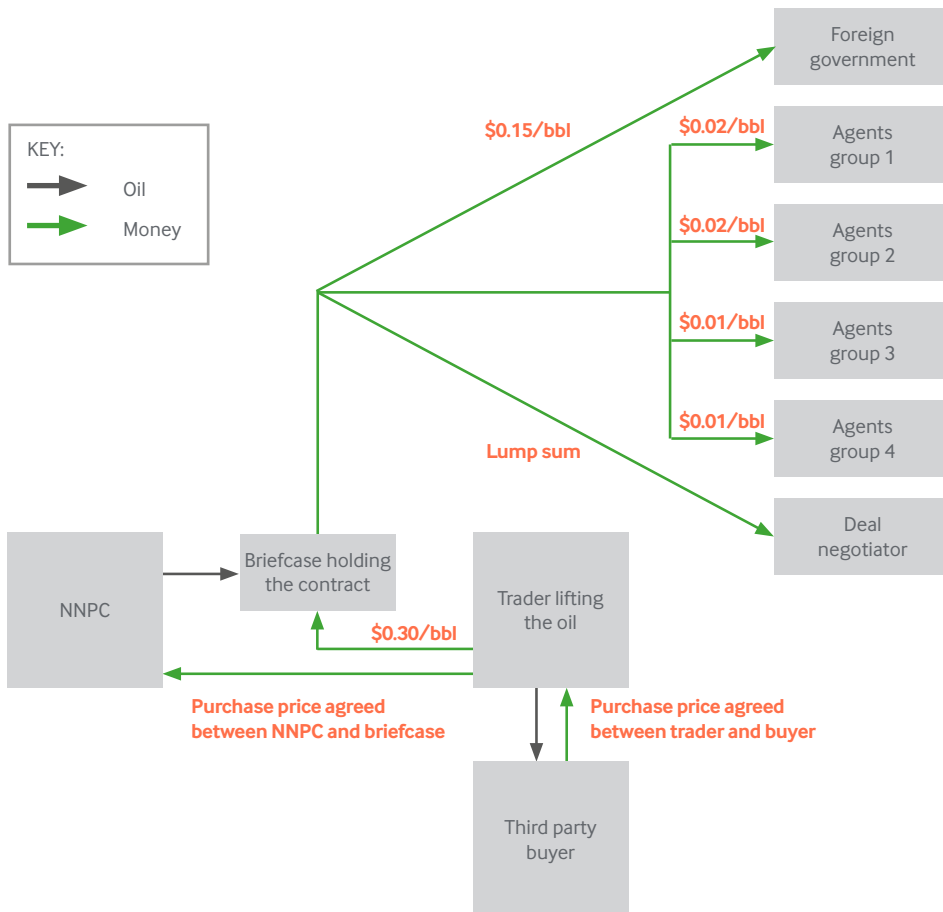 Foreign
government
$0.15/bbl
$0.02/bbl
Agents
group 1
KEY:
Oil
Money
$0.02/bbl
Agents
group 2
$0.01/bbl
Agents
group 3
$0.01/bbl
Agents
group 4
Lump sum
Deal
negotiator
NNPC
Briefcase holding
the contract
Trader lifting
the oil
$0.30/bbl
Purchase price agreed
between NNPC and briefcase
Purchase price agreed
between trader and buyer
Third party
buyer